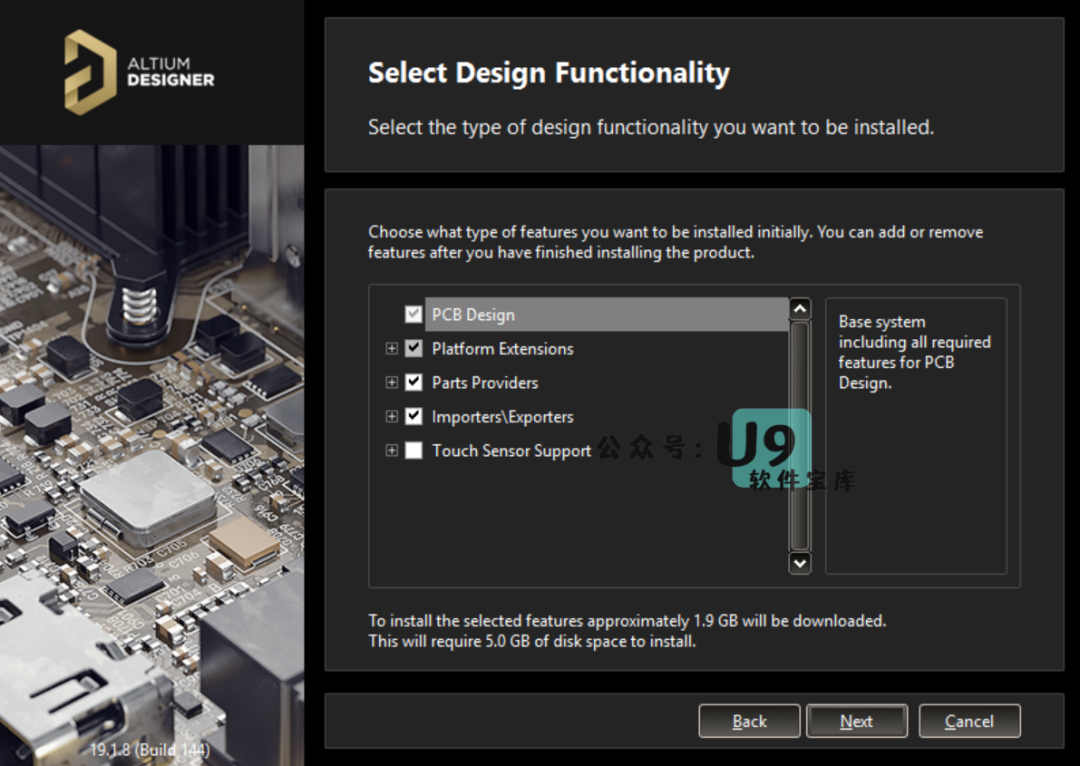 ALTIUM
DESIGNER
Select Design Functionality
Select the type of design functionality you want to be installed.
Choose what type of features you want to be installed initially. You can add or remove
features after you have finished installing the product.
PCB Design
Platform Extensions
Parts Providers
Importers\Exporters
Touch Sensor Support
Base system
including all required
features for PCB
Design.
公众号：U9
软件宝库
To install the selected features approximately 1.9 GB will be downloaded.
This will require 5.0 GB of disk space to install.
19.1.8 (Build 144)
Back
Next
Cancel